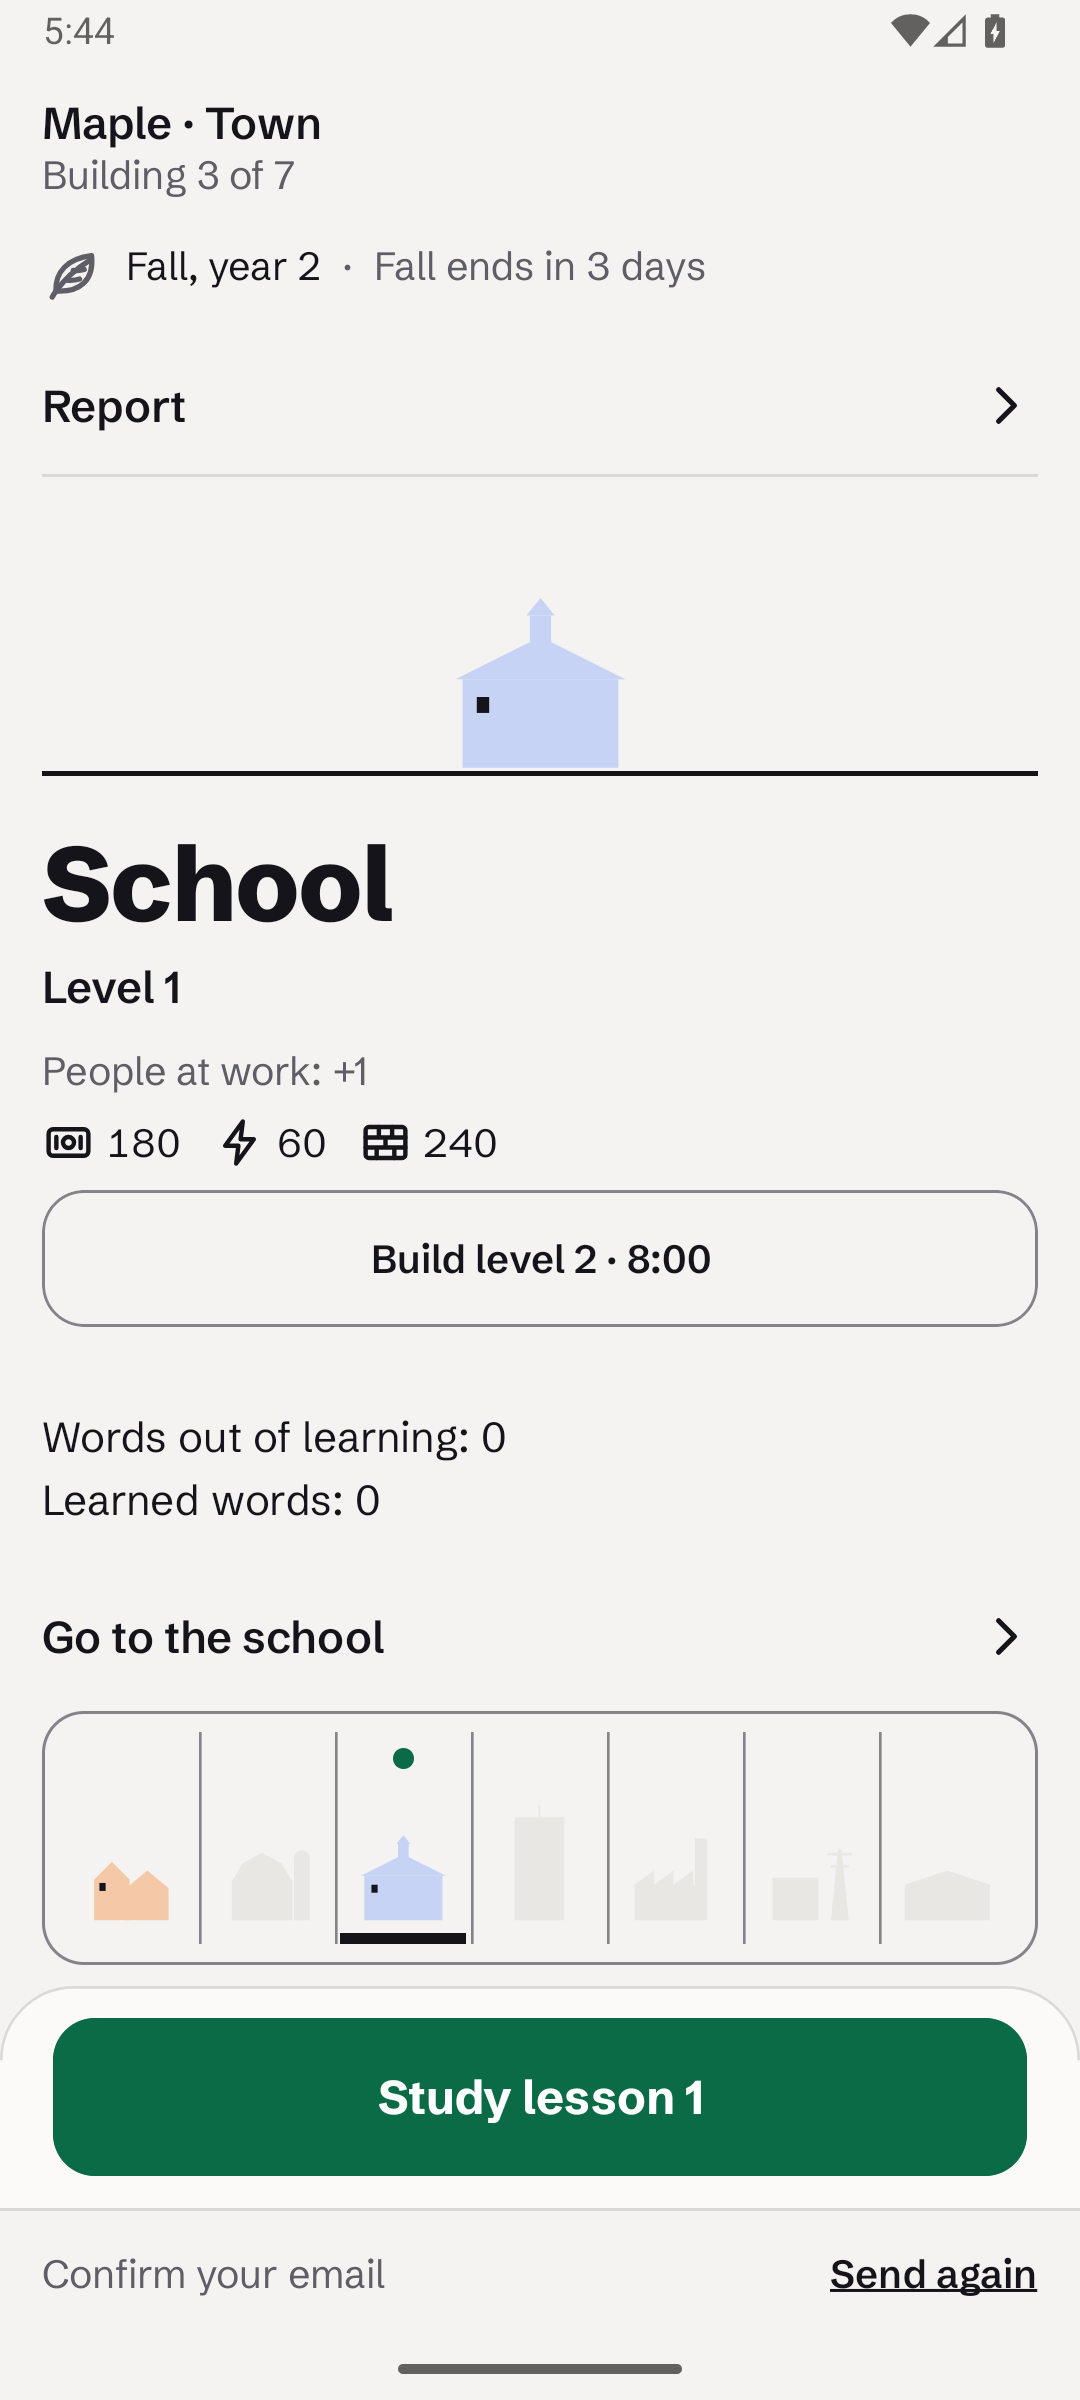 5:44
Maple · Town
Building 3 of 7
Fall, year 2 · Fall ends in 3 days
Report
School
Level 1
People at work: +1
180 60 240
Build level 2 · 8:00
Words out of learning: 0
Learned words: 0
Go to the school
Study lesson 1
Confirm your email Send again